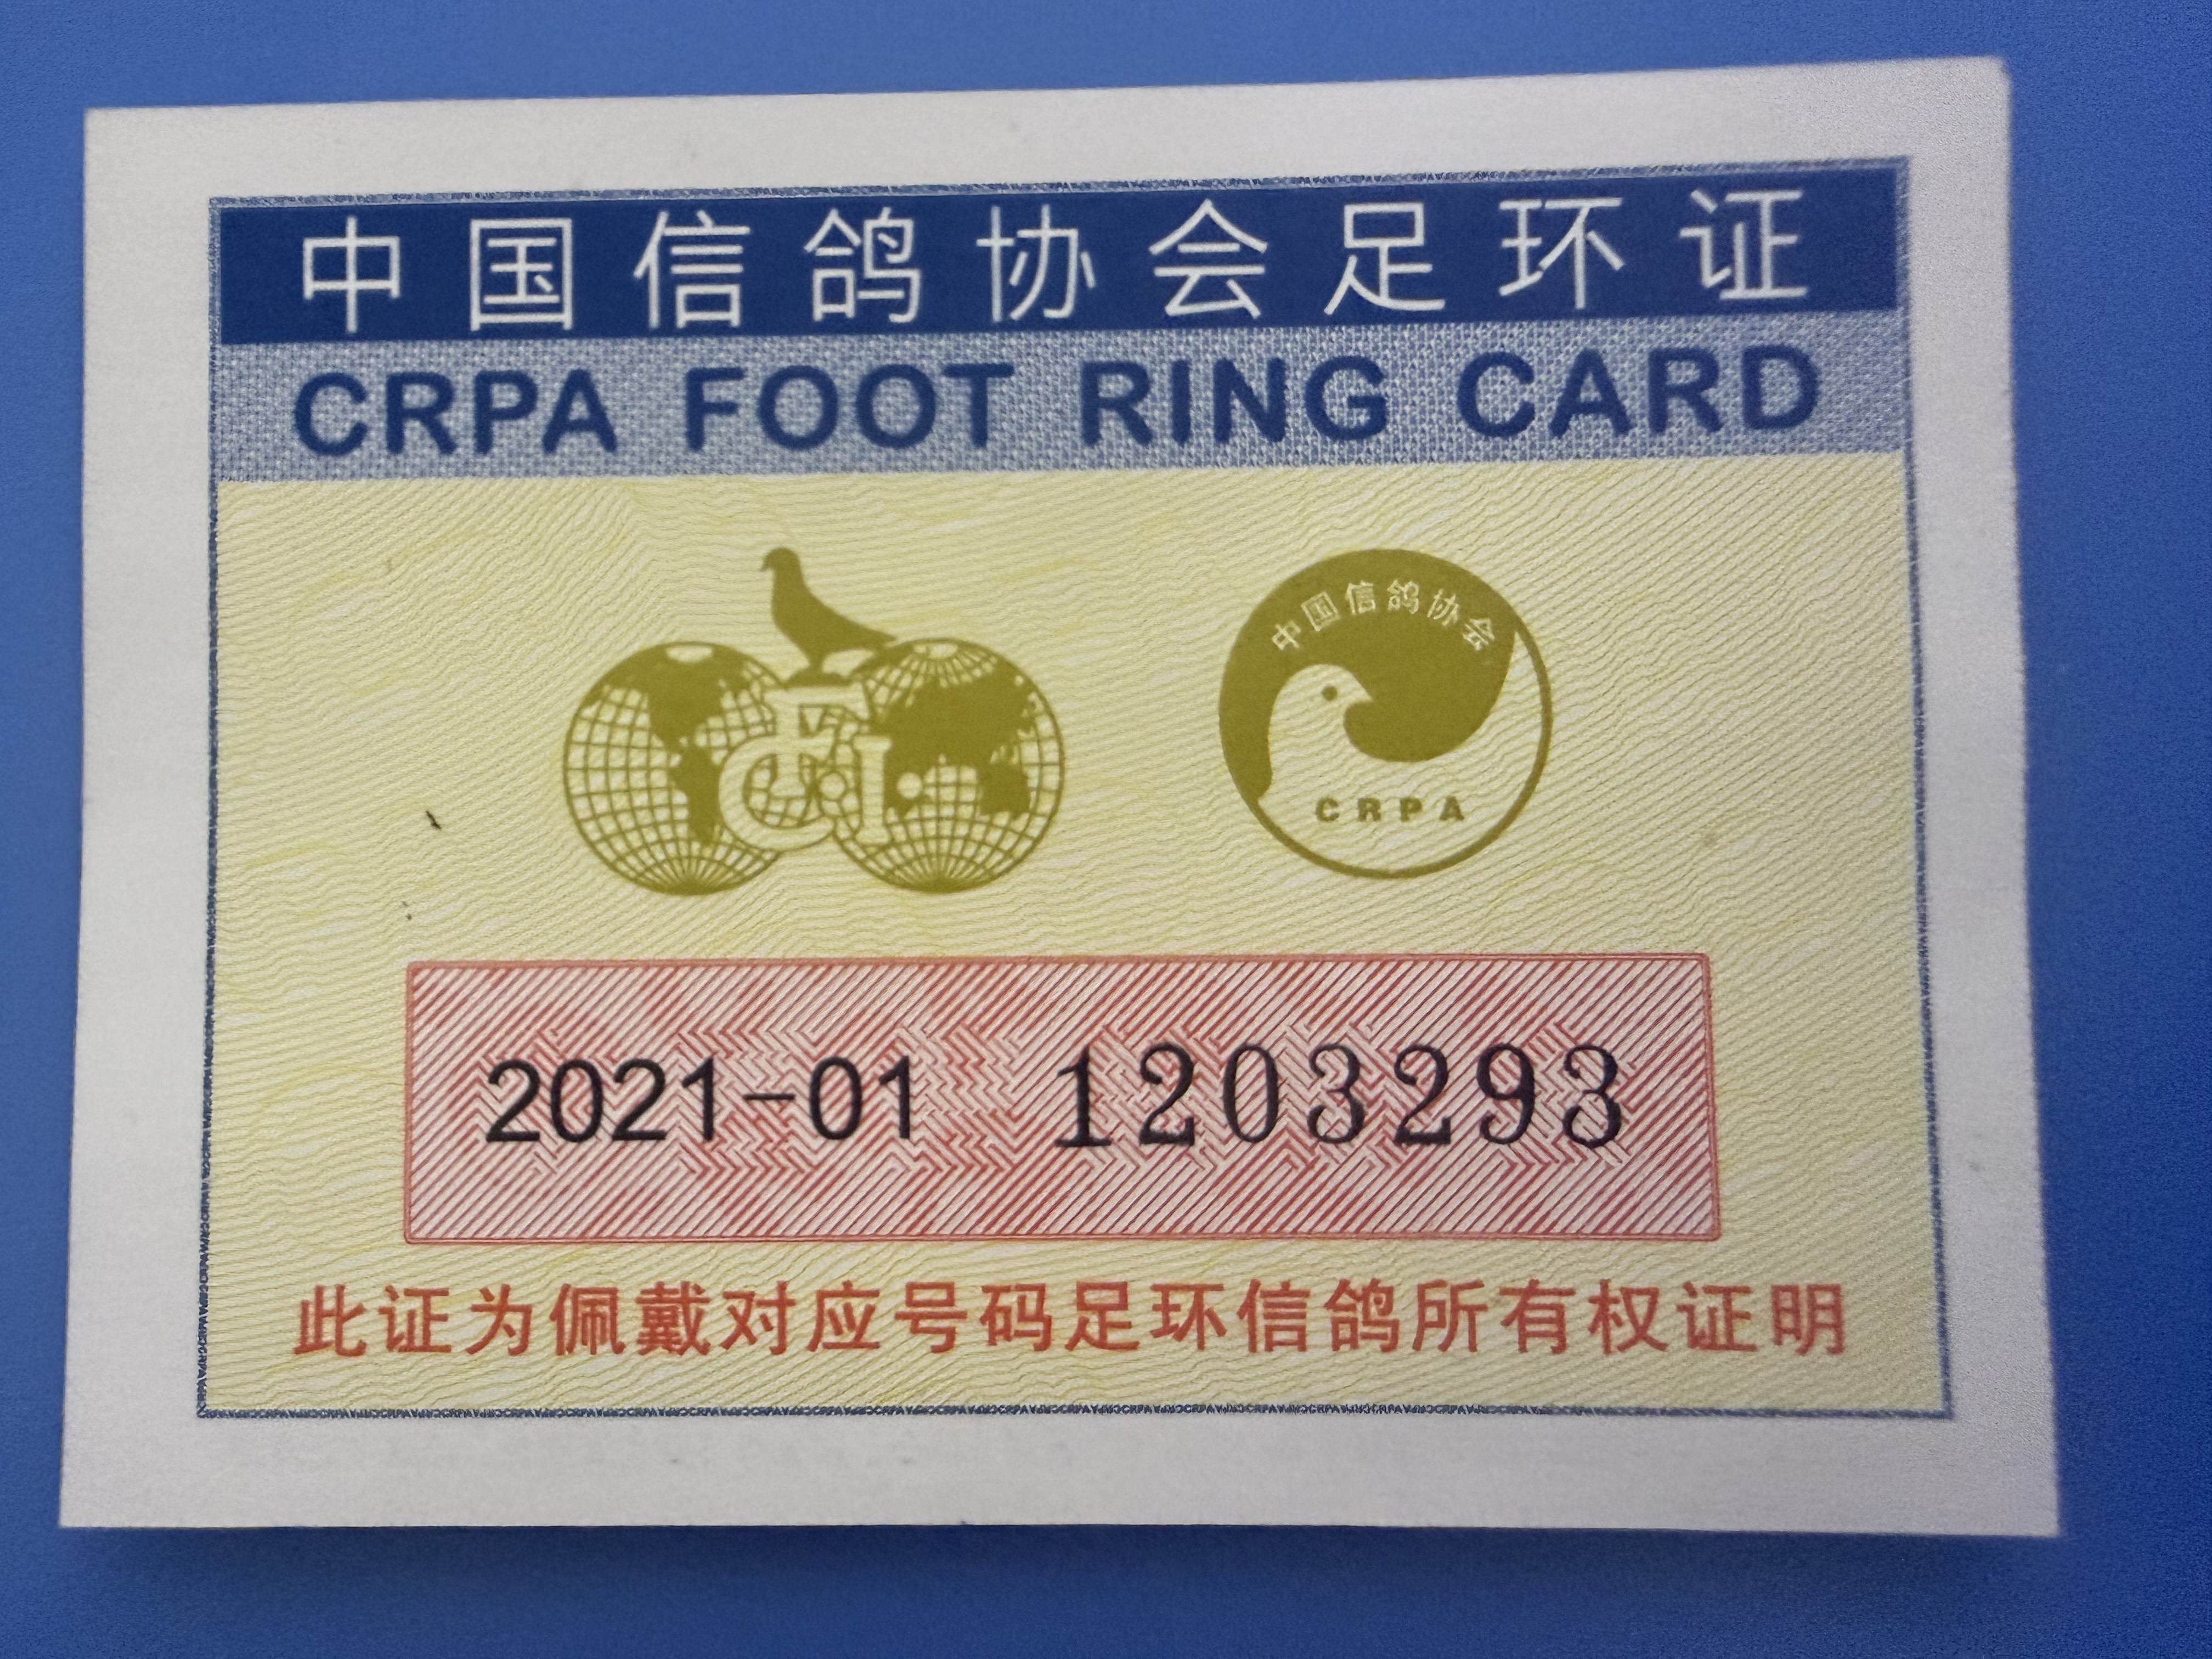 中国信鸽协会足环证
CRPA FOOT RING CARD
中国信鸽协会
CRPA
2021-01 1203293
此证为佩戴对应号码足环信鸽所有权证明